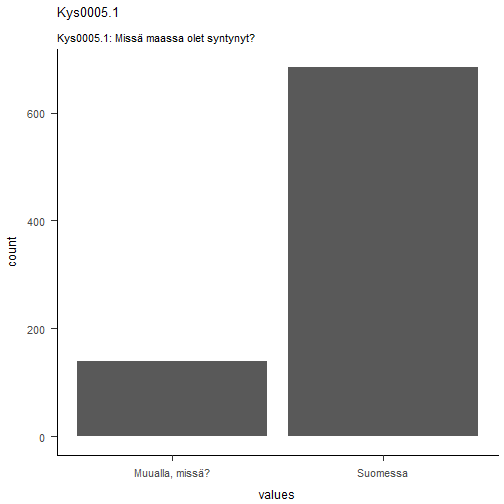 Kys0005.1
Kys0005.1: Missä maassa olet syntynyt?
600
400
200
0
count
Muualla, missä?
Suomessa
values